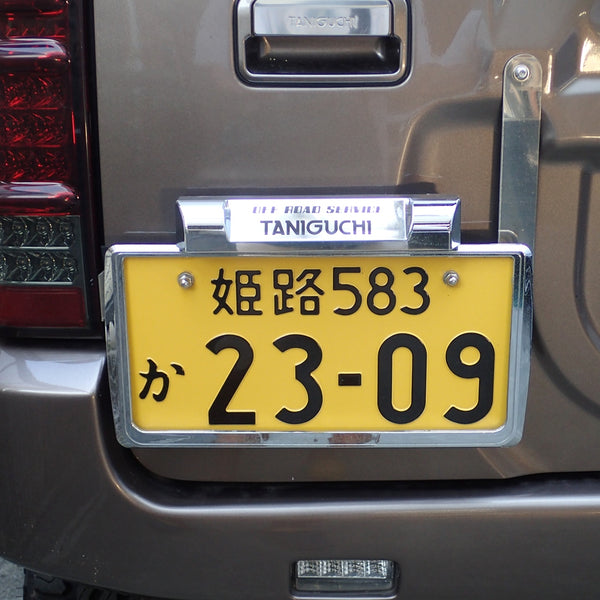 TANIGUCHI
OFF ROAD SERVICE
TANIGUCHI
姫路583
か 23-09